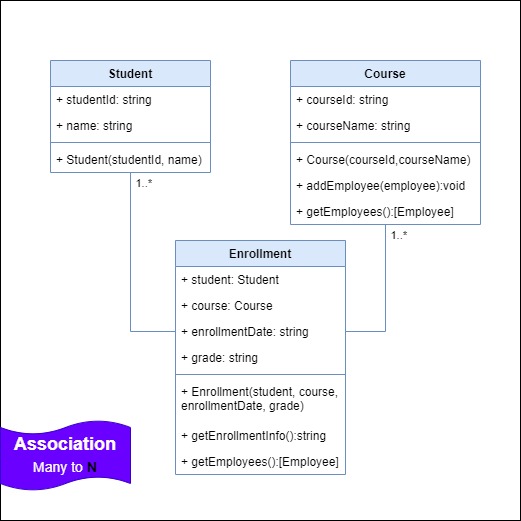 Student
+ studentId: string
+ name: string
+ Student(studentId, name)
1..*
Course
+ courseId: string
+ courseName: string
+ Course(courseId,courseName)
+ addEmployee(employee):void
+ getEmployees():[Employee]
1..*
Enrollment
+ student: Student
+ course: Course
+ enrollmentDate: string
+ grade: string
+ Enrollment(student, course,
enrollmentDate, grade)
+ getEnrollmentInfo():string
+ getEmployees():[Employee]
Association
Many to N